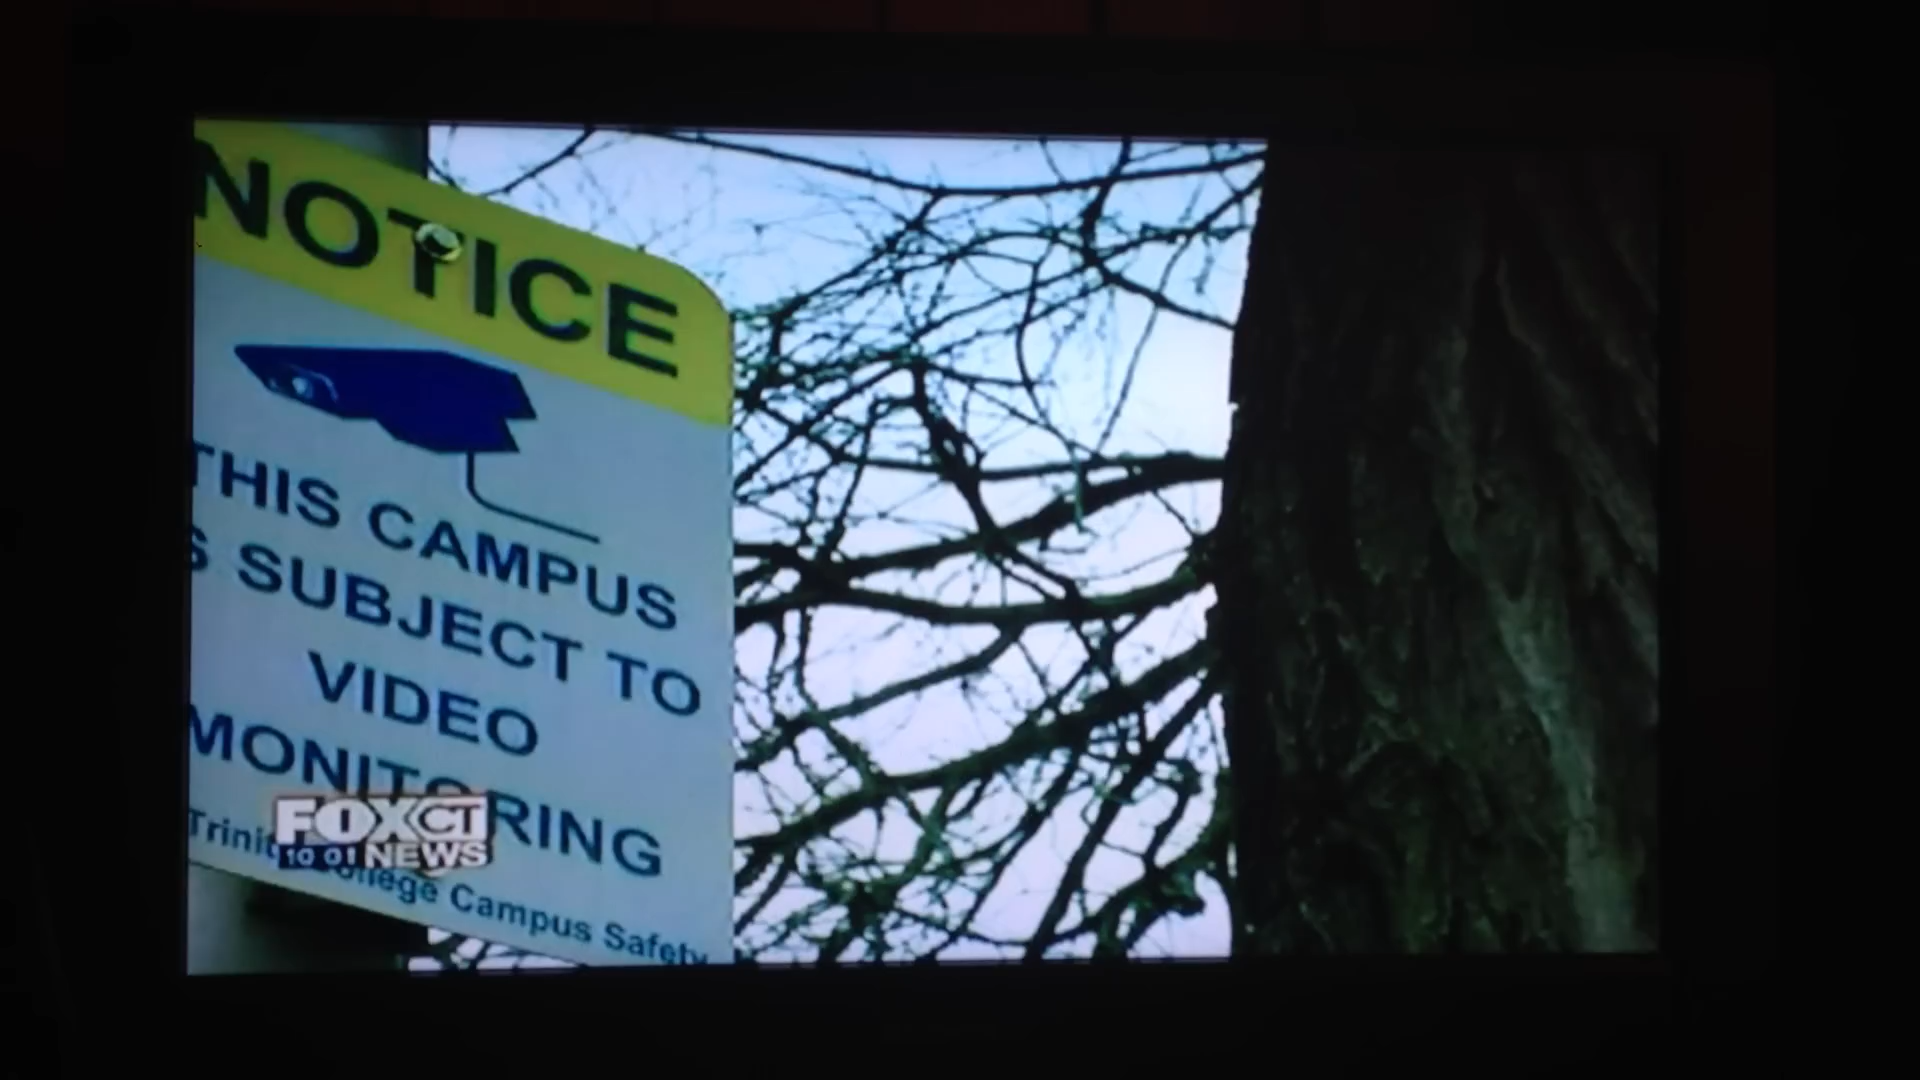 NOTICE
THIS CAMPUS
S SUBJECT TO
VIDEO
MONITORING
Trinity College Campus Safety
FOX CT
10:01 NEWS